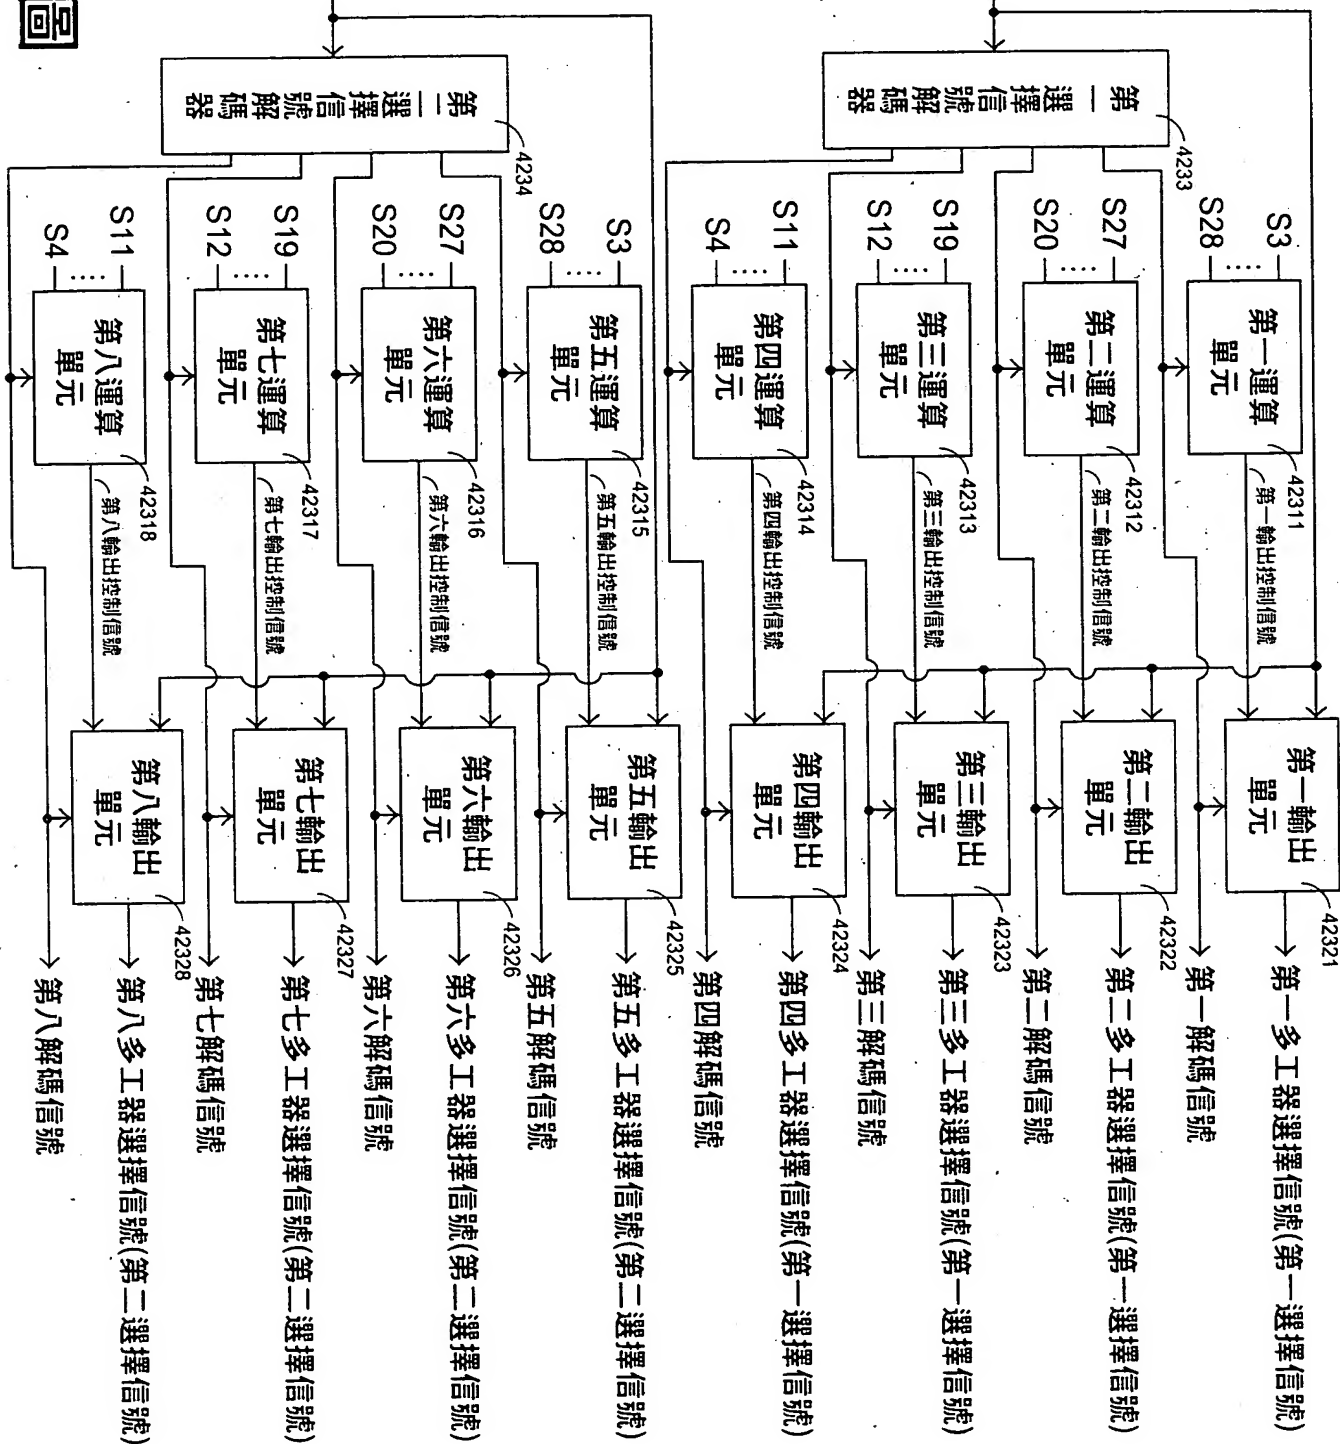 第一選擇信號解碼器
4233
S3
S28
第一運算
單元
42311
第一輸出控制信號
第一輸出
單元
42321
第一多工器選擇信號(第一選擇信號)
第一解碼信號
S27
S20
第二運算
單元
42312
第二輸出控制信號
第二輸出
單元
42322
第二多工器選擇信號(第一選擇信號)
第二解碼信號
S19
S12
第三運算
單元
42313
第三輸出控制信號
第三輸出
單元
42323
第三多工器選擇信號(第一選擇信號)
第三解碼信號
S11
S4
第四運算
單元
42314
第四輸出控制信號
第四輸出
單元
42324
第四多工器選擇信號(第一選擇信號)
第四解碼信號
第二選擇信號解碼器
4234
S3
S28
第五運算
單元
42315
第五輸出控制信號
第五輸出
單元
42325
第五多工器選擇信號(第二選擇信號)
第五解碼信號
S27
S20
第六運算
單元
42316
第六輸出控制信號
第六輸出
單元
42326
第六多工器選擇信號(第二選擇信號)
第六解碼信號
S19
S12
第七運算
單元
42317
第七輸出控制信號
第七輸出
單元
42327
第七多工器選擇信號(第二選擇信號)
第七解碼信號
S11
S4
第八運算
單元
42318
第八輸出控制信號
第八輸出
單元
42328
第八多工器選擇信號(第二選擇信號)
第八解碼信號
圖